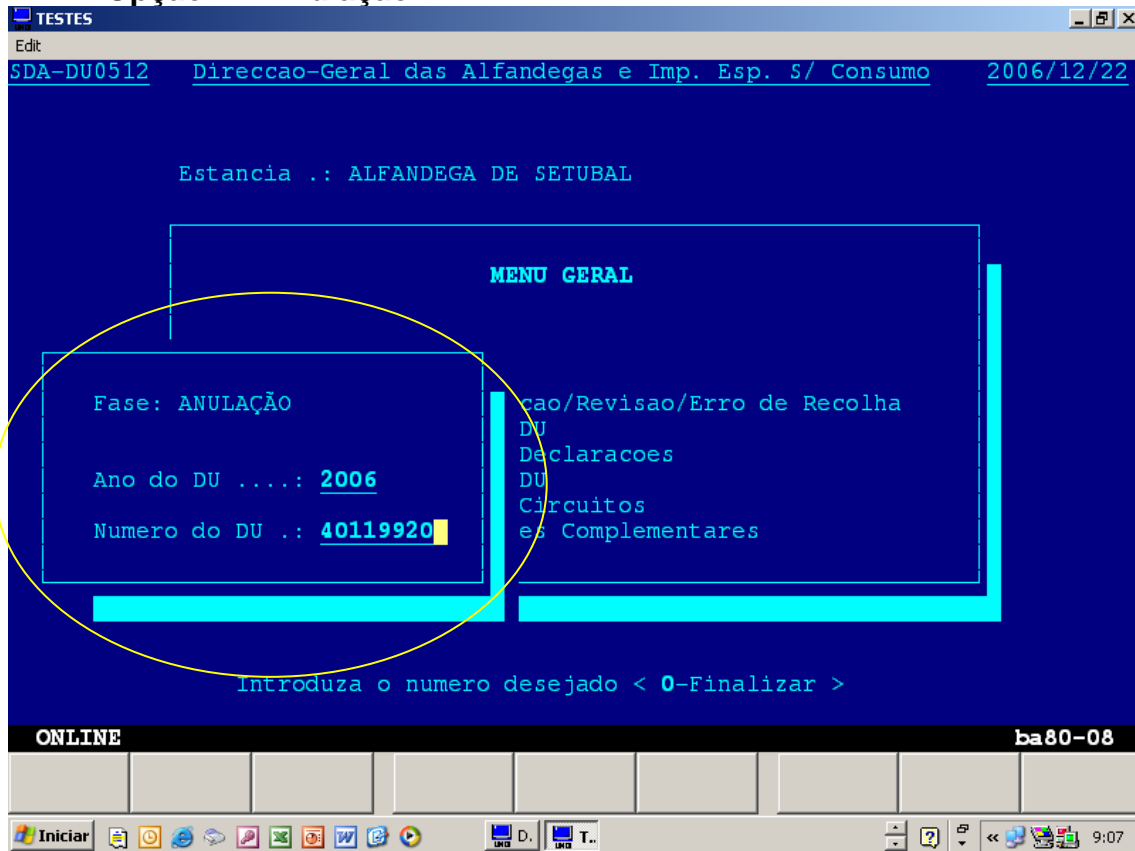 TESTES
Edit
SDA-DU0512 Direccao-Geral das Alfandegas e Imp. Esp. S/ Consumo 2006/12/22
Estancia .: ALFANDEGA DE SETUBAL
MENU GERAL
Fase: ANULAÇÃO
cao/Revisao/Erro de Recolha
DU
Declaracoes
Ano do DU ....: 2006
DU
Circuitos
Numero do DU .: 40119920
es Complementares
Introduza o numero desejado < 0-Finalizar >
ONLINE ba80-08
Iniciar D. T.. 9:07